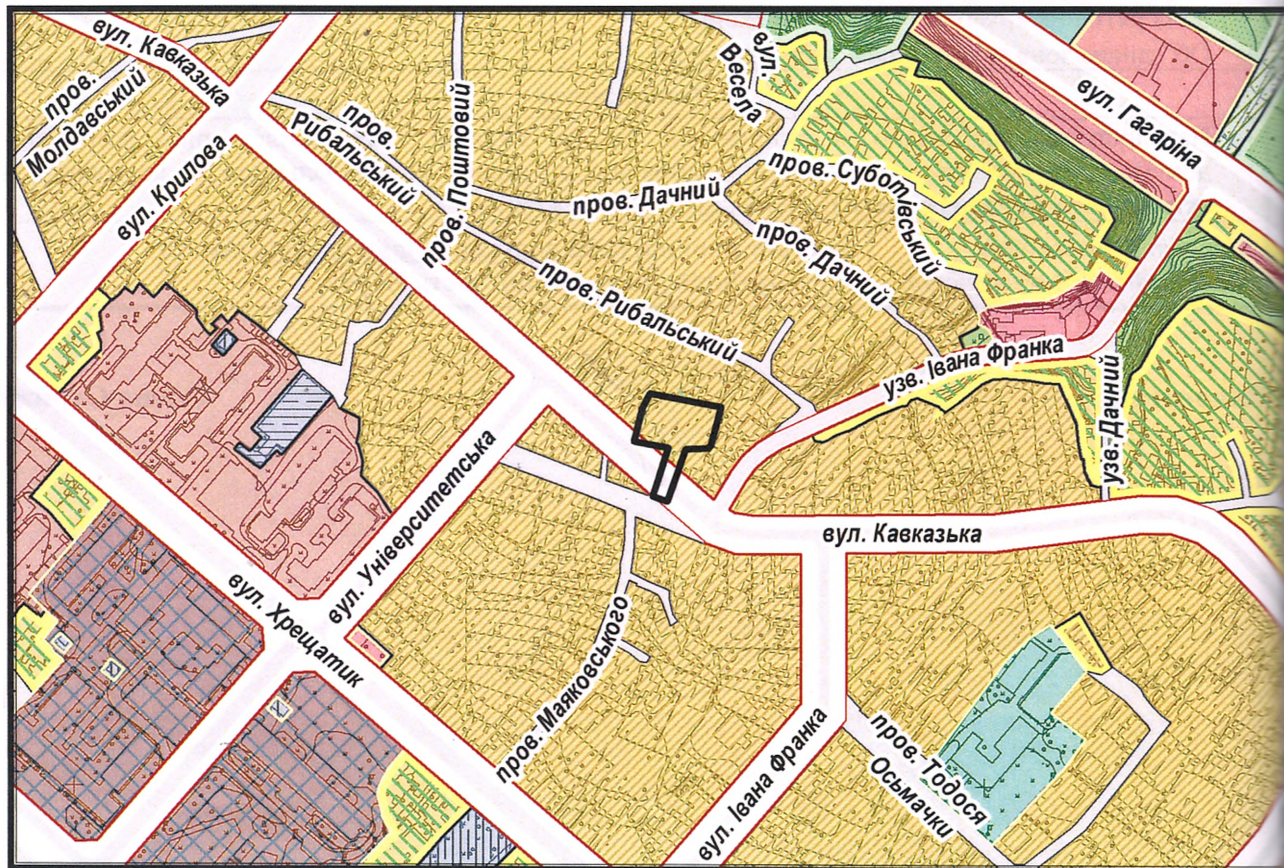 вул. Кавказька
пров.
Молдавський
вул. Крилова
пров.
Рибальський
пров. Поштовий
вул.
Весела
вул. Гагаріна
пров. Дачний
пров. Суботівський
пров. Дачний
пров. Рибальський
узв. Івана Франка
узв. Дачний
вул. Університетська
вул. Кавказька
вул. Хрещатик
пров. Маяковського
вул. Івана Франка
пров. Тодося
Осьмачки